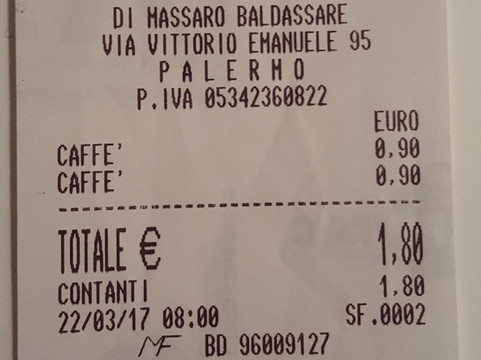 DI MASSARO BALDASSARE
VIA VITTORIO EMANUELE 95
PALERMO
P.IVA 05342360822
EURO
CAFFE' 0,90
CAFFE' 0,90
TOTALE € 1,80
CONTANTI 1,80
22/03/17 08:00 SF.0002
MF BD 96009127